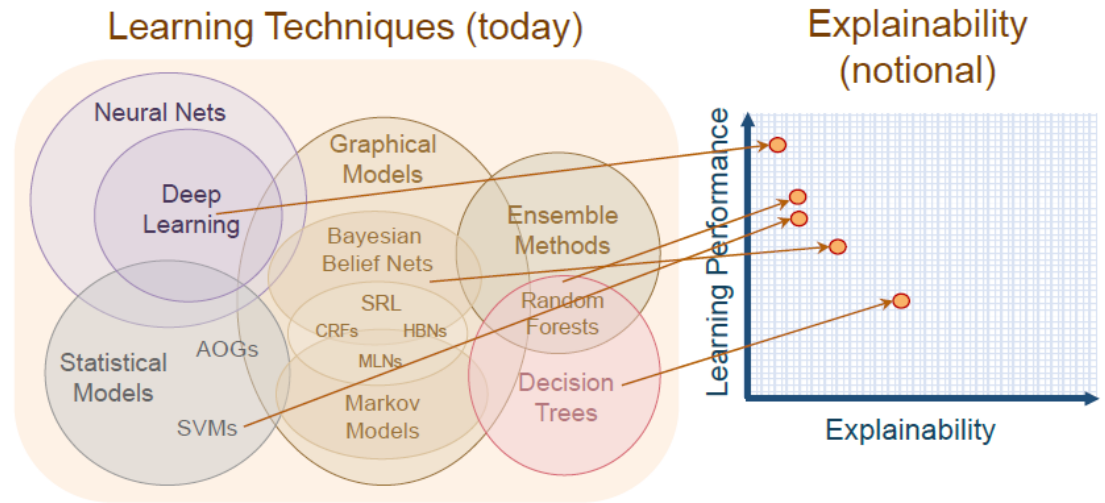 Learning Techniques (today)
Explainability
(notional)
Neural Nets
Deep
Learning
Graphical
Models
Ensemble
Methods
Bayesian
Belief Nets
SRL
CRFs
HBNs
MLNs
Random
Forests
AOGs
Statistical
Models
SVMs
Markov
Models
Decision
Trees
Learning Performance
Explainability